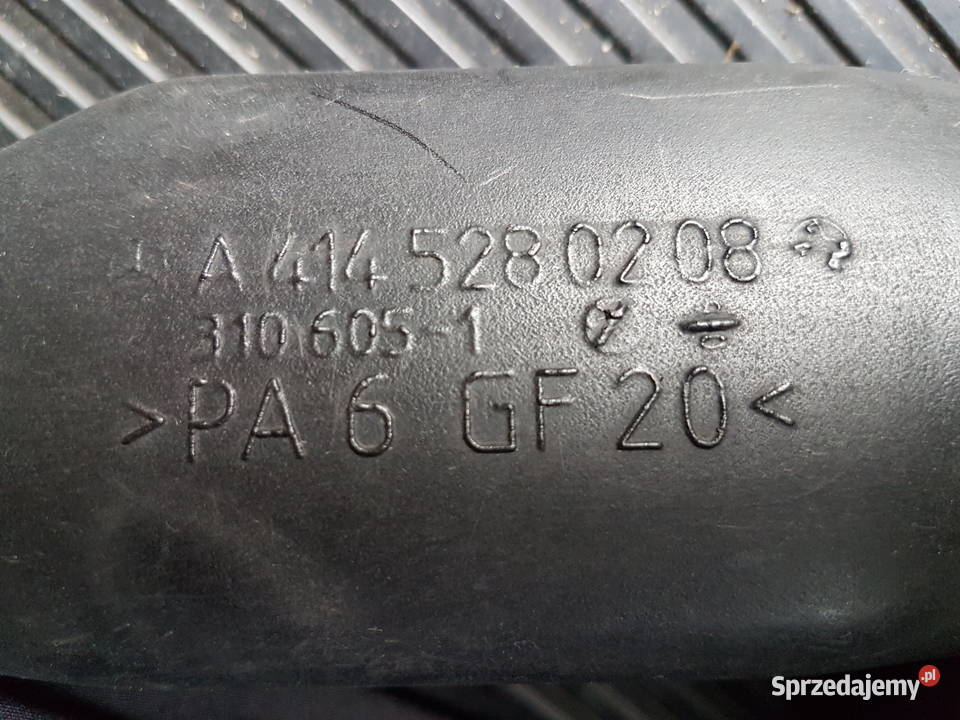 A 414 528 02 08
310 605-1
>PA 6 GF 20<
Sprzedajemy.pl